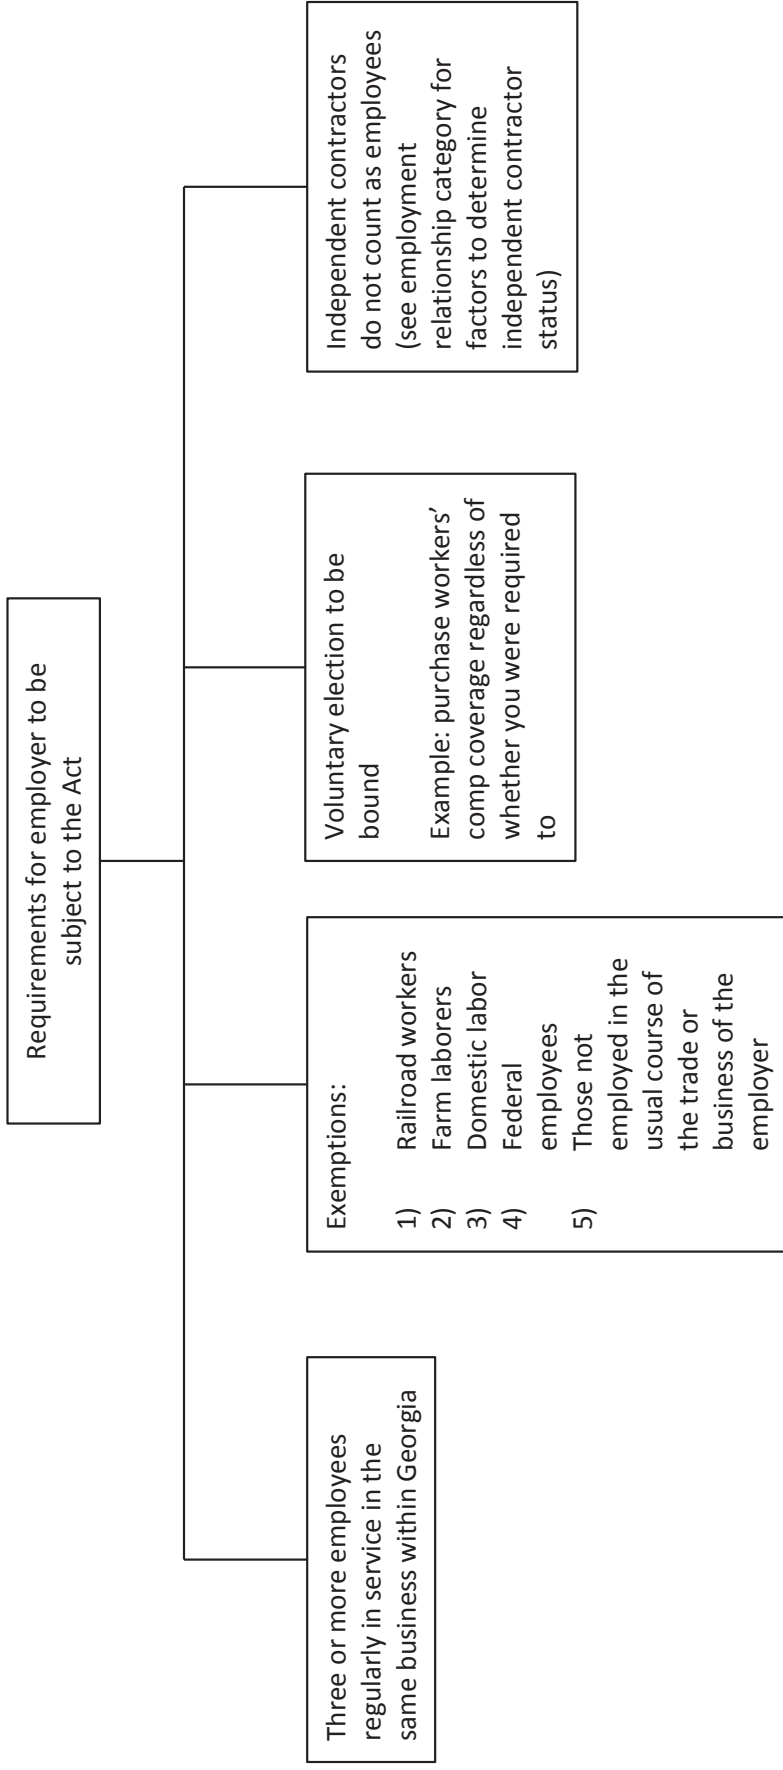 Requirements for employer to be
subject to the Act
Three or more employees
regularly in service in the
same business within Georgia
Exemptions:
1) Railroad workers
2) Farm laborers
3) Domestic labor
4) Federal
employees
5) Those not
employed in the
usual course of
the trade or
business of the
employer
Voluntary election to be
bound
Example: purchase workers’
comp coverage regardless of
whether you were required
to
Independent contractors
do not count as employees
(see employment
relationship category for
factors to determine
independent contractor
status)